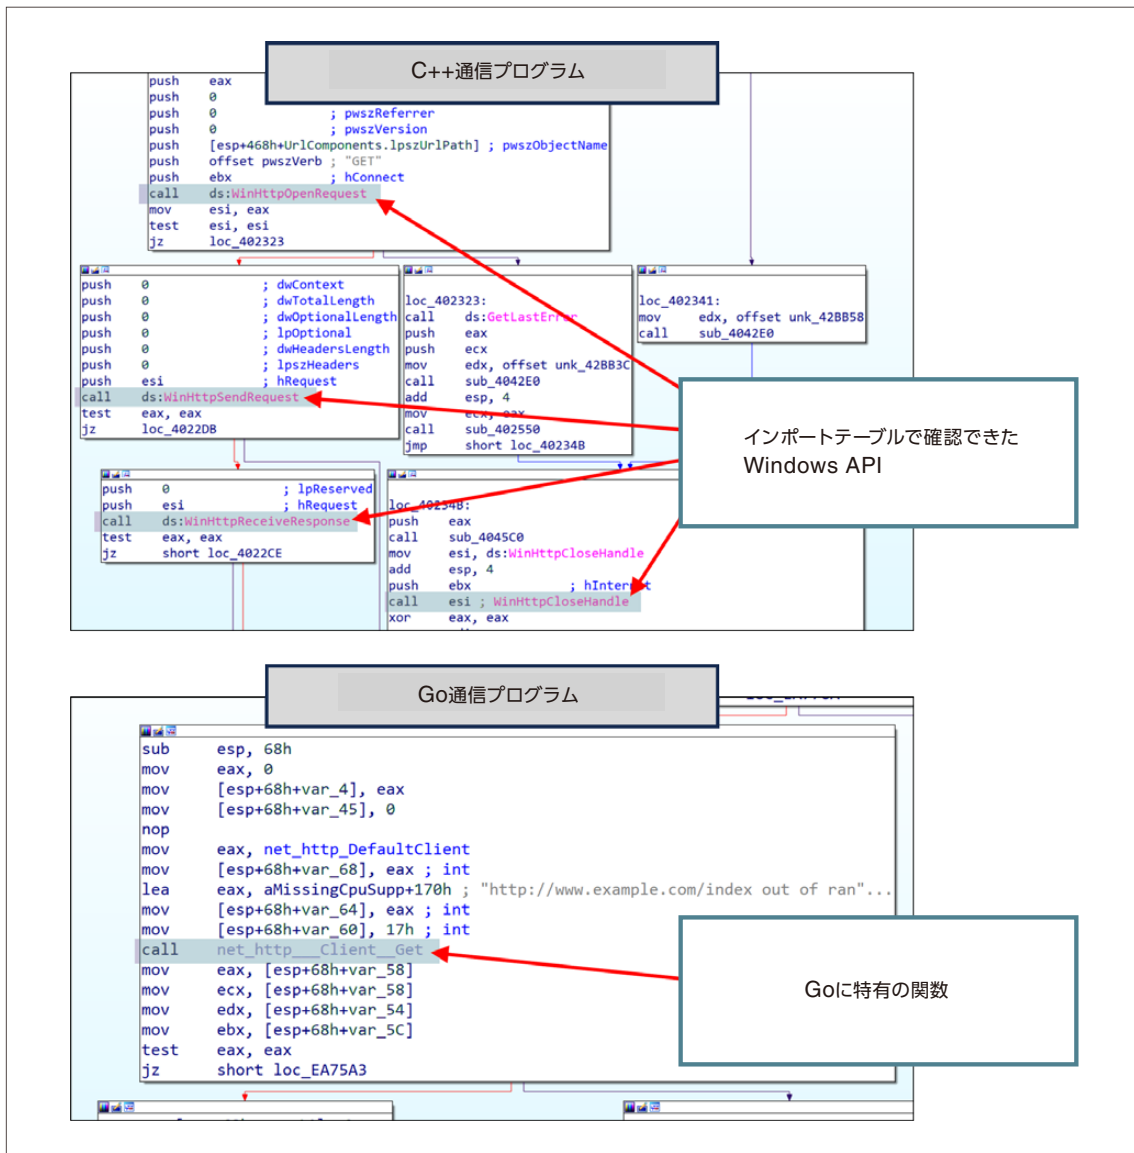 C++通信プログラム
push eax
push 0
push 0 ; pwszReferrer
push 0 ; pwszVersion
push [esp+468h+UrlComponents.lpszUrlPath] ; pwszObjectName
push offset pwszVerb ; "GET"
push ebx ; hConnect
call ds:WinHttpOpenRequest
mov esi, eax
test esi, esi
jz loc_402323
push 0 ; dwContext
push 0 ; dwTotalLength
push 0 ; dwOptionalLength
push 0 ; lpOptional
push 0 ; dwHeadersLength
push 0 ; lpszHeaders
push esi ; hRequest
call ds:WinHttpSendRequest
test eax, eax
jz loc_4022DB
loc_402323:
call ds:GetLastError
push eax
push ecx
mov edx, offset unk_42BB3C
call sub_4042E0
add esp, 4
mov ecx, eax
call sub_402550
jmp short loc_40234B
loc_402341:
mov edx, offset unk_42BB58
call sub_4042E0
インポートテーブルで確認できた
Windows API
push 0 ; lpReserved
push esi ; hRequest
call ds:WinHttpReceiveResponse
test eax, eax
jz short loc_4022CE
loc_40234B:
push eax
call sub_4045C0
mov esi, ds:WinHttpCloseHandle
add esp, 4
push ebx ; hInternet
call esi ; WinHttpCloseHandle
xor eax, eax
Go通信プログラム
sub esp, 68h
mov eax, 0
mov [esp+68h+var_4], eax
mov [esp+68h+var_45], 0
nop
mov eax, net_http_DefaultClient
mov [esp+68h+var_68], eax ; int
lea eax, aMissingCpuSupp+170h ; "http://www.example.com/index out of ran"...
mov [esp+68h+var_64], eax ; int
mov [esp+68h+var_60], 17h ; int
call net_http___Client__Get
mov eax, [esp+68h+var_58]
mov ecx, [esp+68h+var_58]
mov edx, [esp+68h+var_54]
mov ebx, [esp+68h+var_5C]
test eax, eax
jz short loc_EA75A3
Goに特有の関数